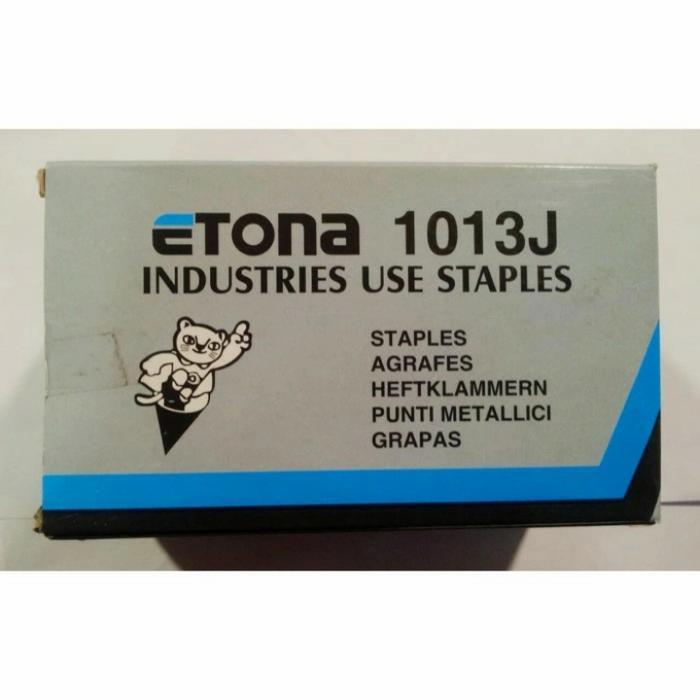 ETONA 1013J
INDUSTRIES USE STAPLES
STAPLES
AGRAFES
HEFTKLAMMERN
PUNTI METALLICI
GRAPAS